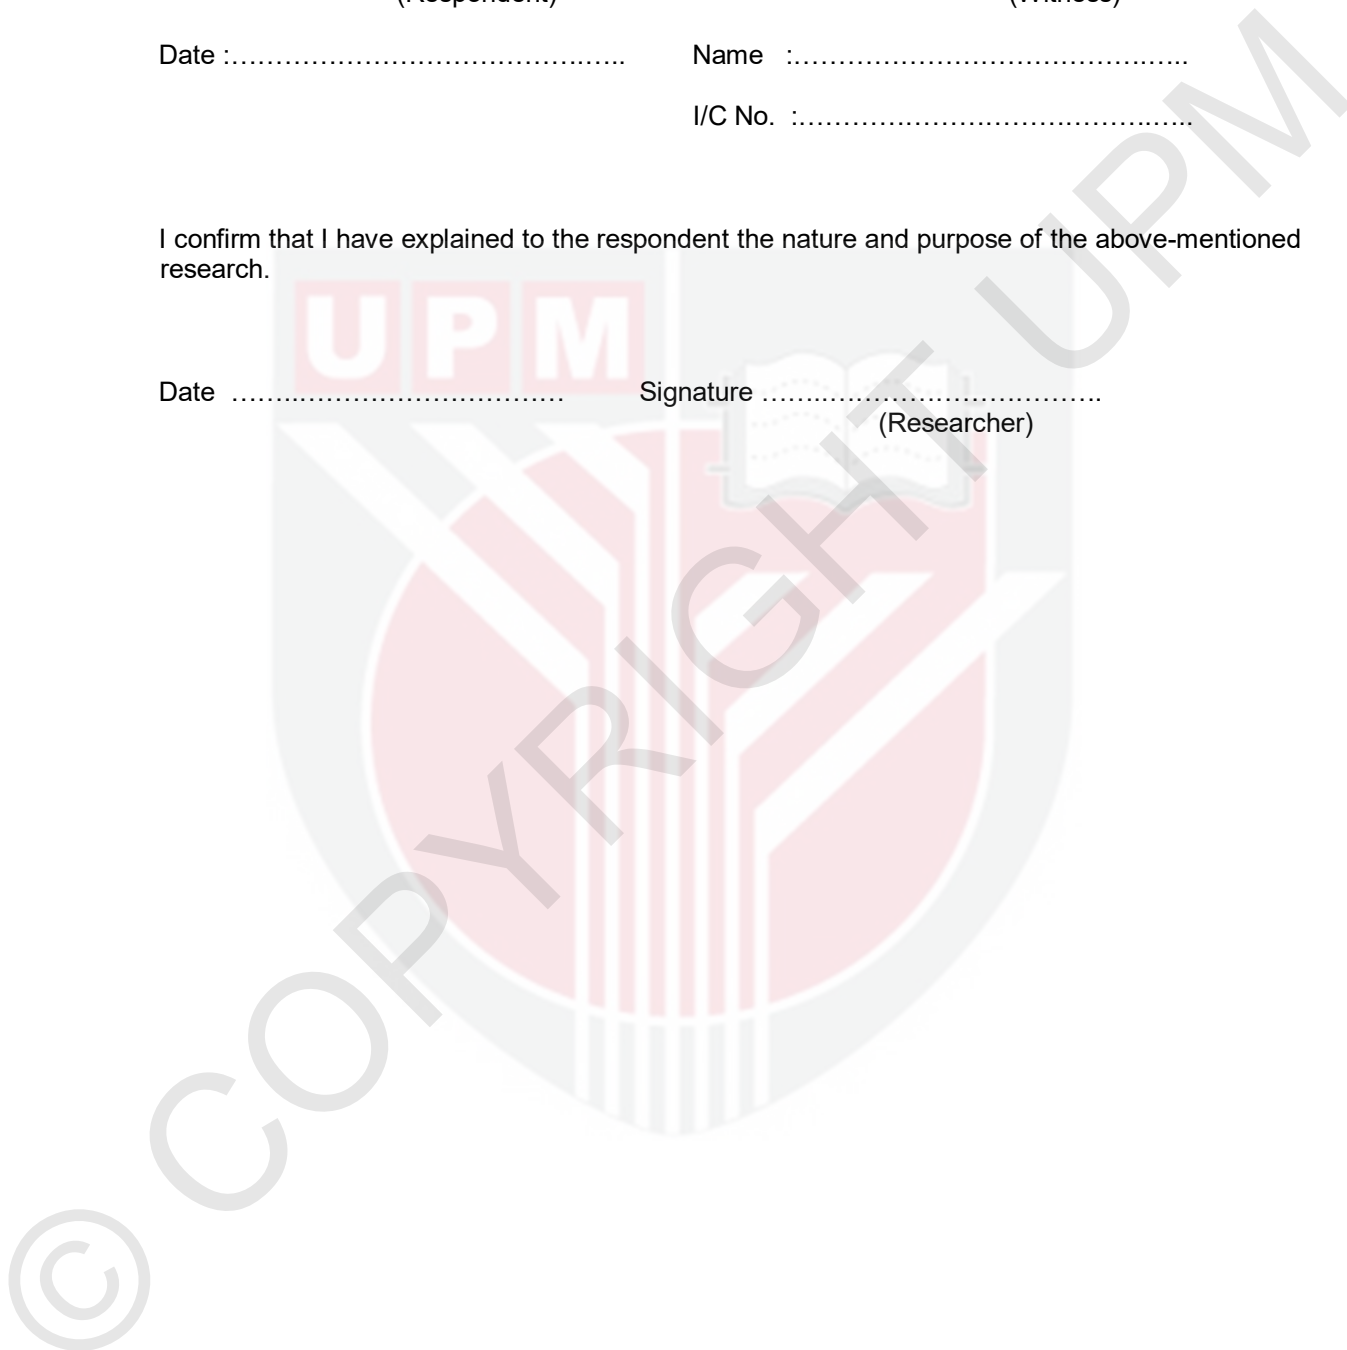 (Respondent) (Witness)
Date :…………………………………….….. Name :…………………………………….…..
I/C No. :…………………………………….…..
I confirm that I have explained to the respondent the nature and purpose of the above-mentioned
research.
UPM
Date …….………………………… Signature …….………………………….
(Researcher)
© COPYRIGHT UPM